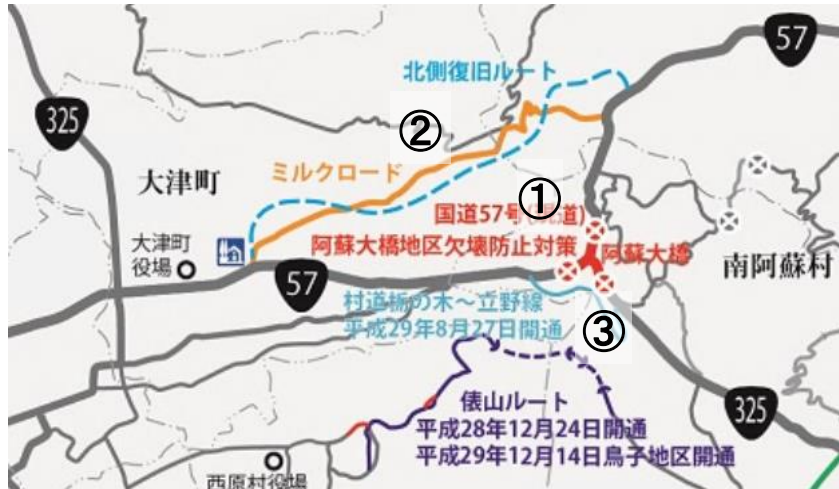 57
北側復旧ルート
325
②
ミルクロード
大津町
①
国道57号
阿蘇大橋地区欠壊防止対策
阿蘇大橋
大津町
役場
南阿蘇村
57
村道栃の木～立野線
平成29年8月27日開通
③
俵山ルート
平成28年12月24日開通
平成29年12月14日鳥子地区開通
325
西原村役場